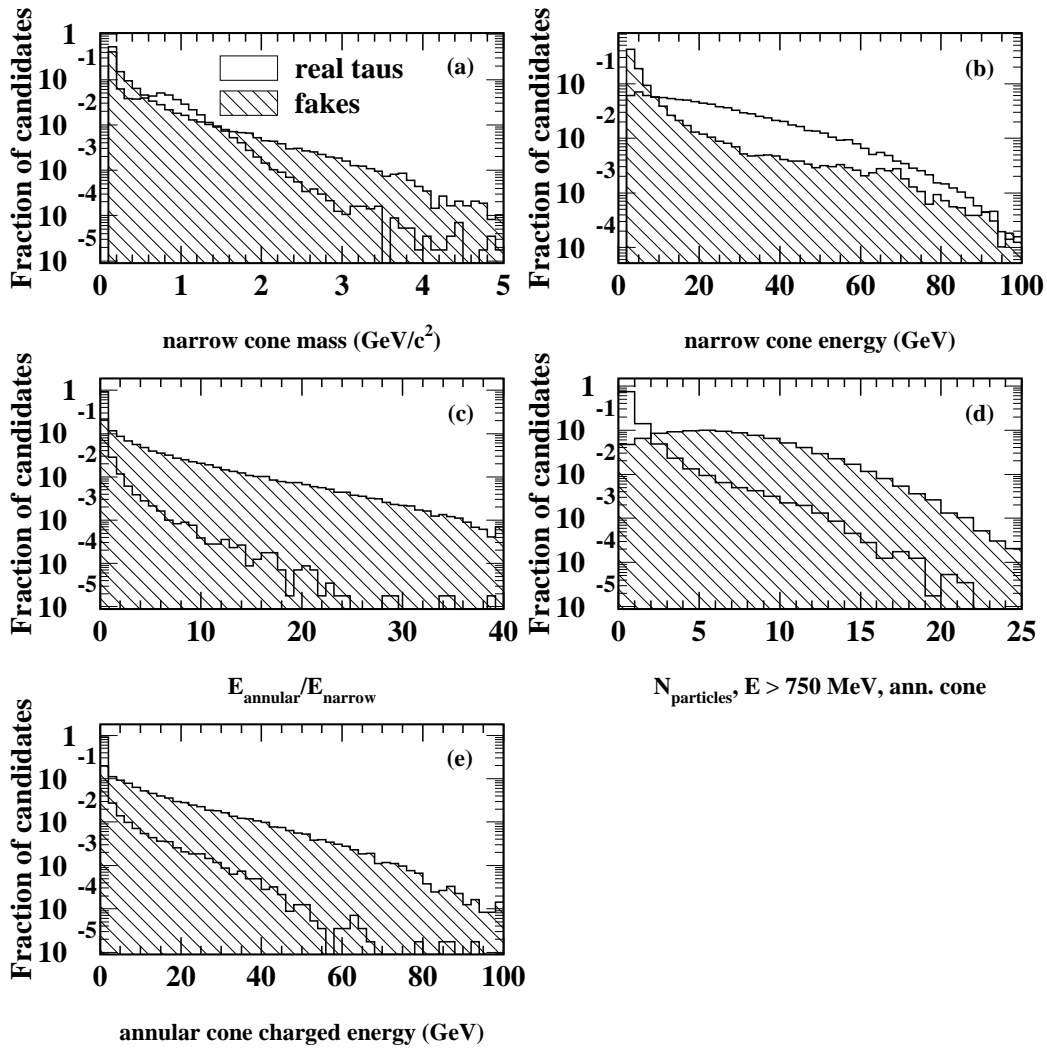 Fraction of candidates
1
10
-1
10
-2
10
-3
10
-4
10
-5
0 1 2 3 4 5
narrow cone mass (GeV/c²)
real taus
fakes
(a)
Fraction of candidates
10
-1
10
-2
10
-3
10
-4
0 20 40 60 80 100
narrow cone energy (GeV)
(b)
Fraction of candidates
1
10
-1
10
-2
10
-3
10
-4
10
-5
0 10 20 30 40
E_annular/E_narrow
(c)
Fraction of candidates
1
10
-1
10
-2
10
-3
10
-4
10
-5
0 5 10 15 20 25
N_particles, E > 750 MeV, ann. cone
(d)
Fraction of candidates
1
10
-1
10
-2
10
-3
10
-4
10
-5
0 20 40 60 80 100
annular cone charged energy (GeV)
(e)